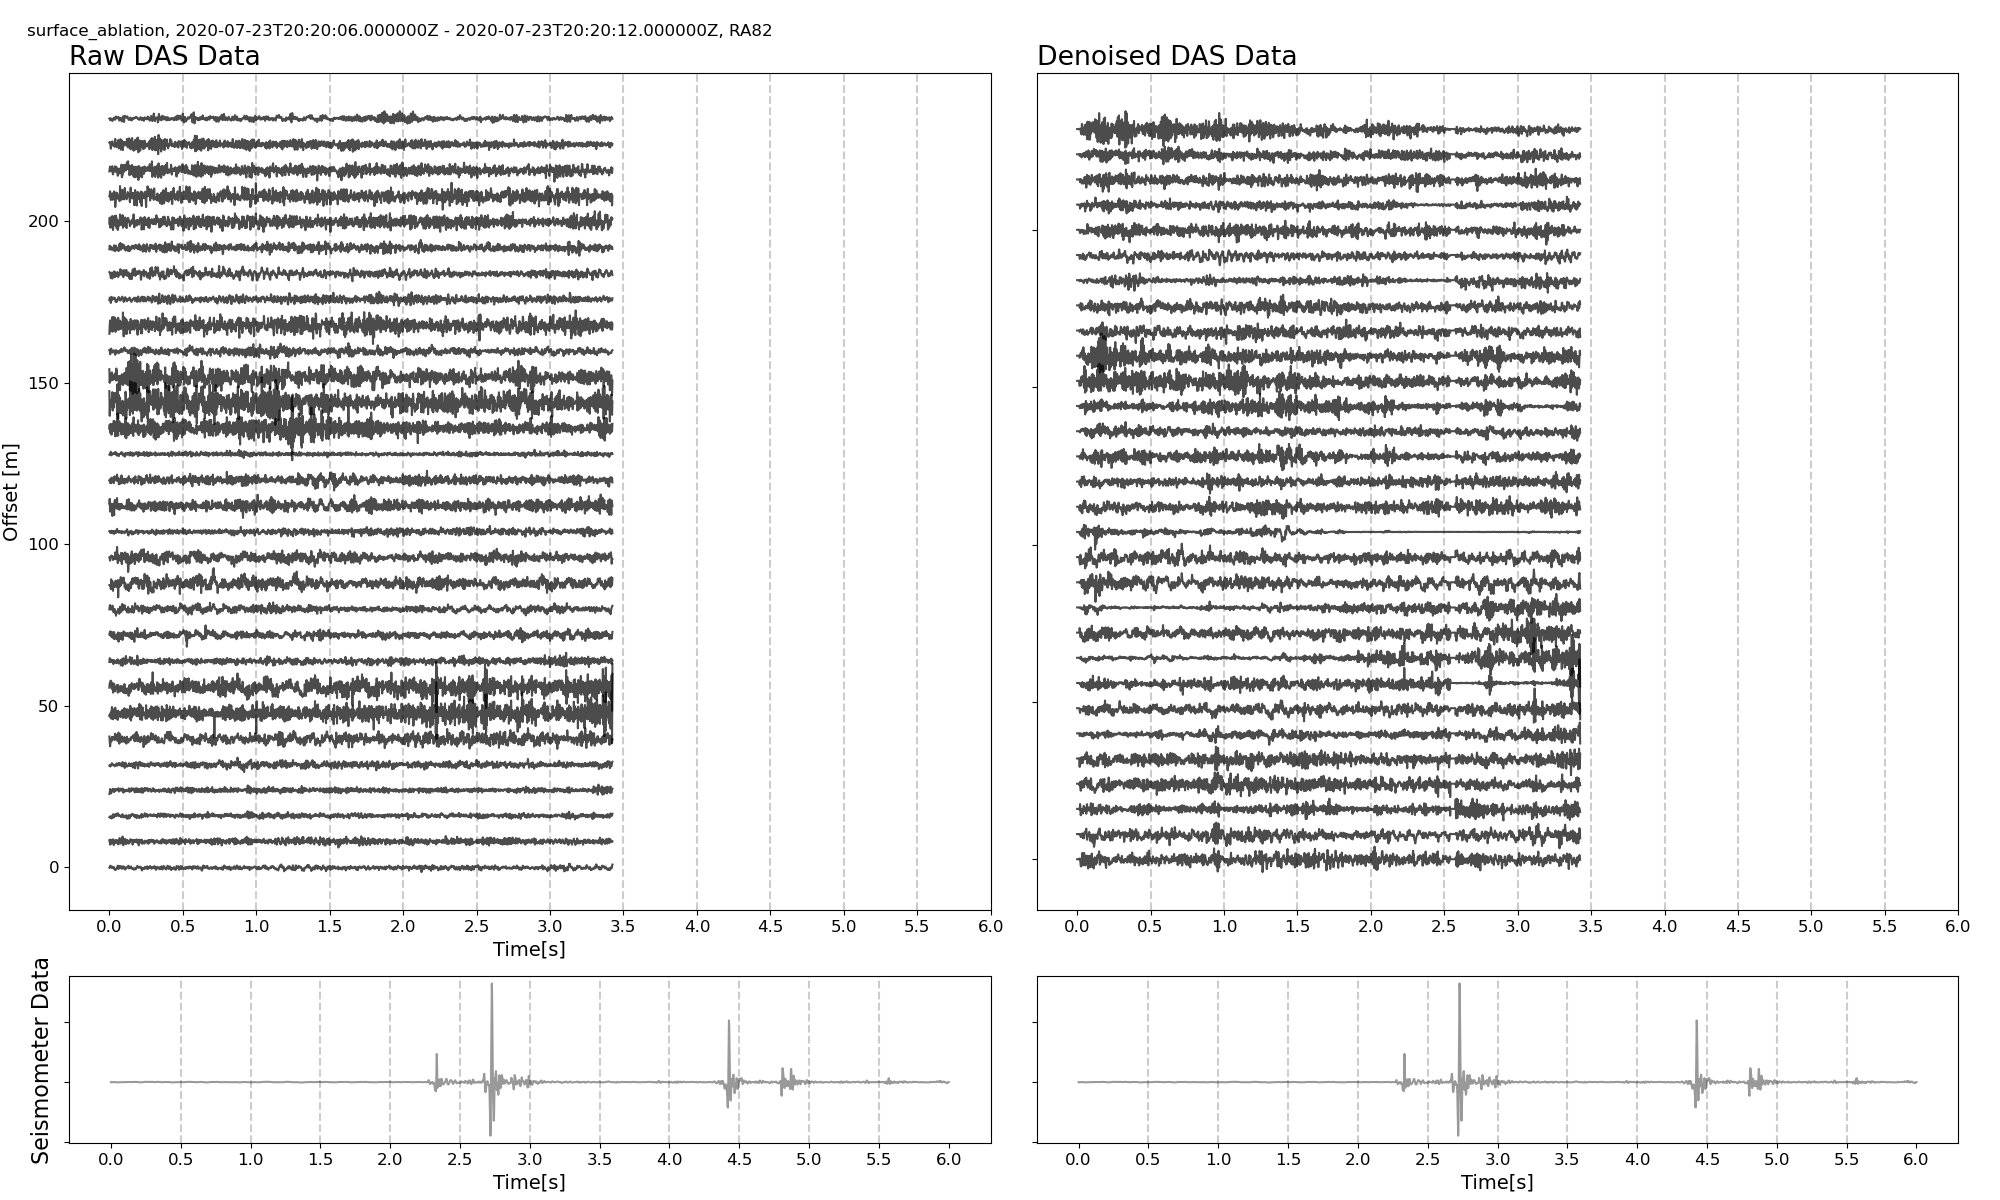 surface_ablation, 2020-07-23T20:20:06.000000Z - 2020-07-23T20:20:12.000000Z, RA82
Raw DAS Data
Denoised DAS Data
Offset [m]
200
150
100
50
0
0.0 0.5 1.0 1.5 2.0 2.5 3.0 3.5 4.0 4.5 5.0 5.5 6.0
Time[s]
0.0 0.5 1.0 1.5 2.0 2.5 3.0 3.5 4.0 4.5 5.0 5.5 6.0
Seismometer Data
0.0 0.5 1.0 1.5 2.0 2.5 3.0 3.5 4.0 4.5 5.0 5.5 6.0
Time[s]
0.0 0.5 1.0 1.5 2.0 2.5 3.0 3.5 4.0 4.5 5.0 5.5 6.0
Time[s]